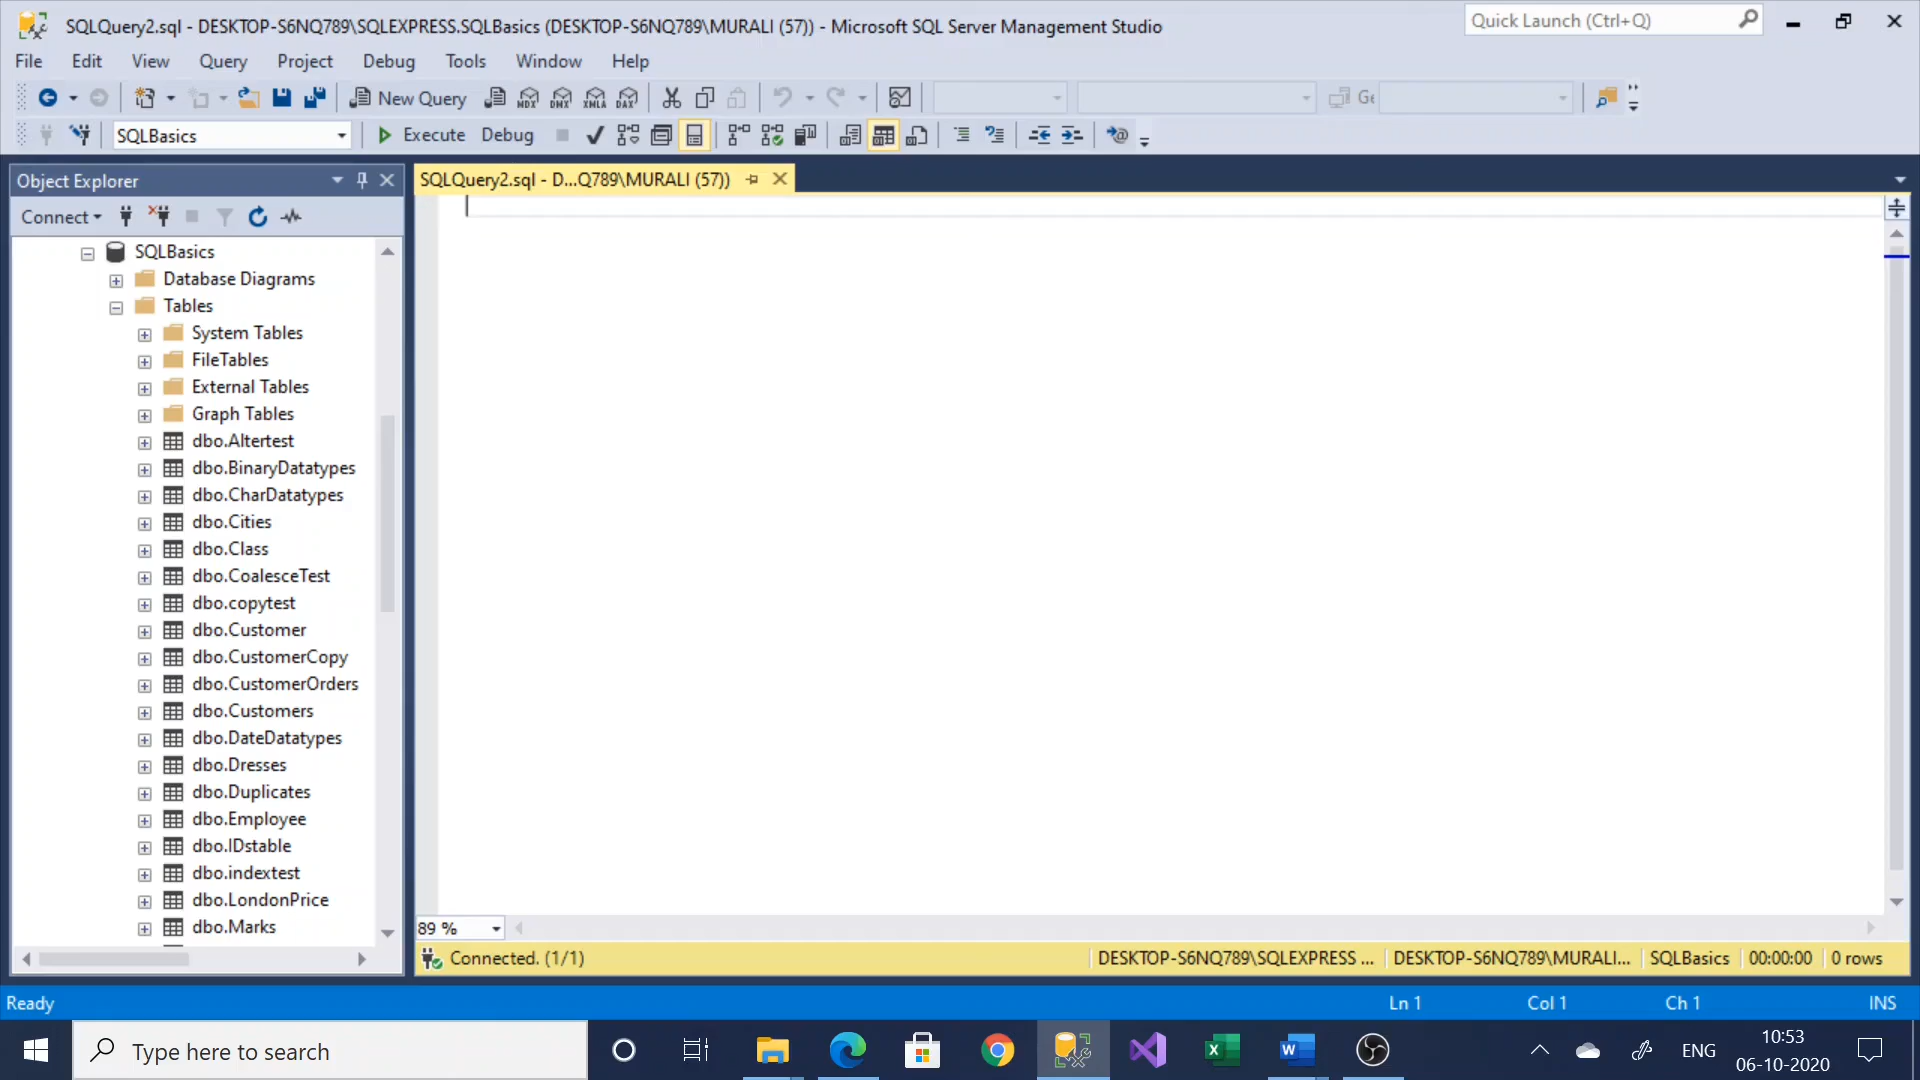 SQLQuery2.sql - DESKTOP-S6NQ789\SQLEXPRESS.SQLBasics (DESKTOP-S6NQ789\MURALI (57)) - Microsoft SQL Server Management Studio
Quick Launch (Ctrl+Q)
File Edit View Query Project Debug Tools Window Help
New Query MDX DMX XMLA DAX
SQLBasics Execute Debug
Object Explorer
SQLQuery2.sql - D...Q789\MURALI (57))
Connect
SQLBasics
Database Diagrams
Tables
System Tables
FileTables
External Tables
Graph Tables
dbo.Altertest
dbo.BinaryDatatypes
dbo.CharDatatypes
dbo.Cities
dbo.Class
dbo.CoalesceTest
dbo.copytest
dbo.Customer
dbo.CustomerCopy
dbo.CustomerOrders
dbo.Customers
dbo.DateDatatypes
dbo.Dresses
dbo.Duplicates
dbo.Employee
dbo.IDstable
dbo.indextest
dbo.LondonPrice
dbo.Marks
89 %
Connected. (1/1)
DESKTOP-S6NQ789\SQLEXPRESS ... DESKTOP-S6NQ789\MURALI... SQLBasics 00:00:00 0 rows
Ready Ln 1 Col 1 Ch 1 INS
Type here to search
ENG
10:53
06-10-2020